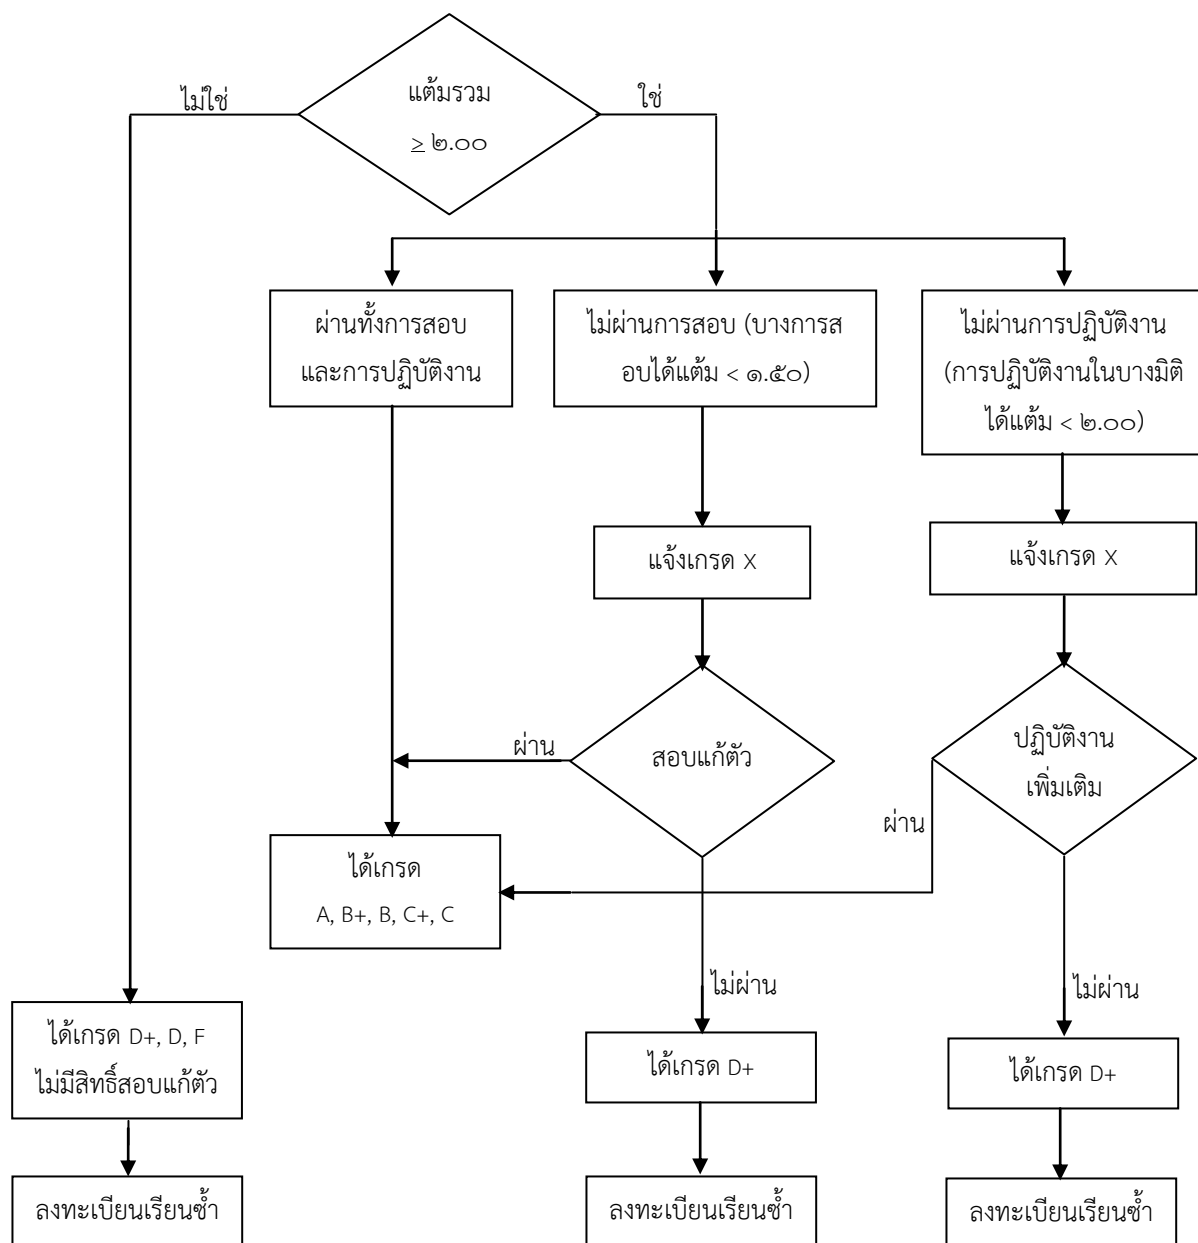 แต้มรวม
≥ ๒.๐๐
ไม่ใช่
ใช่
ผ่านทั้งการสอบ
และการปฏิบัติงาน
ไม่ผ่านการสอบ (บางการส
อบได้แต้ม < ๑.๕๐)
ไม่ผ่านการปฏิบัติงาน
(การปฏิบัติงานในบางมิติ
ได้แต้ม < ๒.๐๐)
แจ้งเกรด X
แจ้งเกรด X
ผ่าน
สอบแก้ตัว
ปฏิบัติงาน
เพิ่มเติม
ผ่าน
ได้เกรด
A, B+, B, C+, C
ไม่ผ่าน
ไม่ผ่าน
ได้เกรด D+, D, F
ไม่มีสิทธิ์สอบแก้ตัว
ได้เกรด D+
ได้เกรด D+
ลงทะเบียนเรียนซ้ำ
ลงทะเบียนเรียนซ้ำ
ลงทะเบียนเรียนซ้ำ